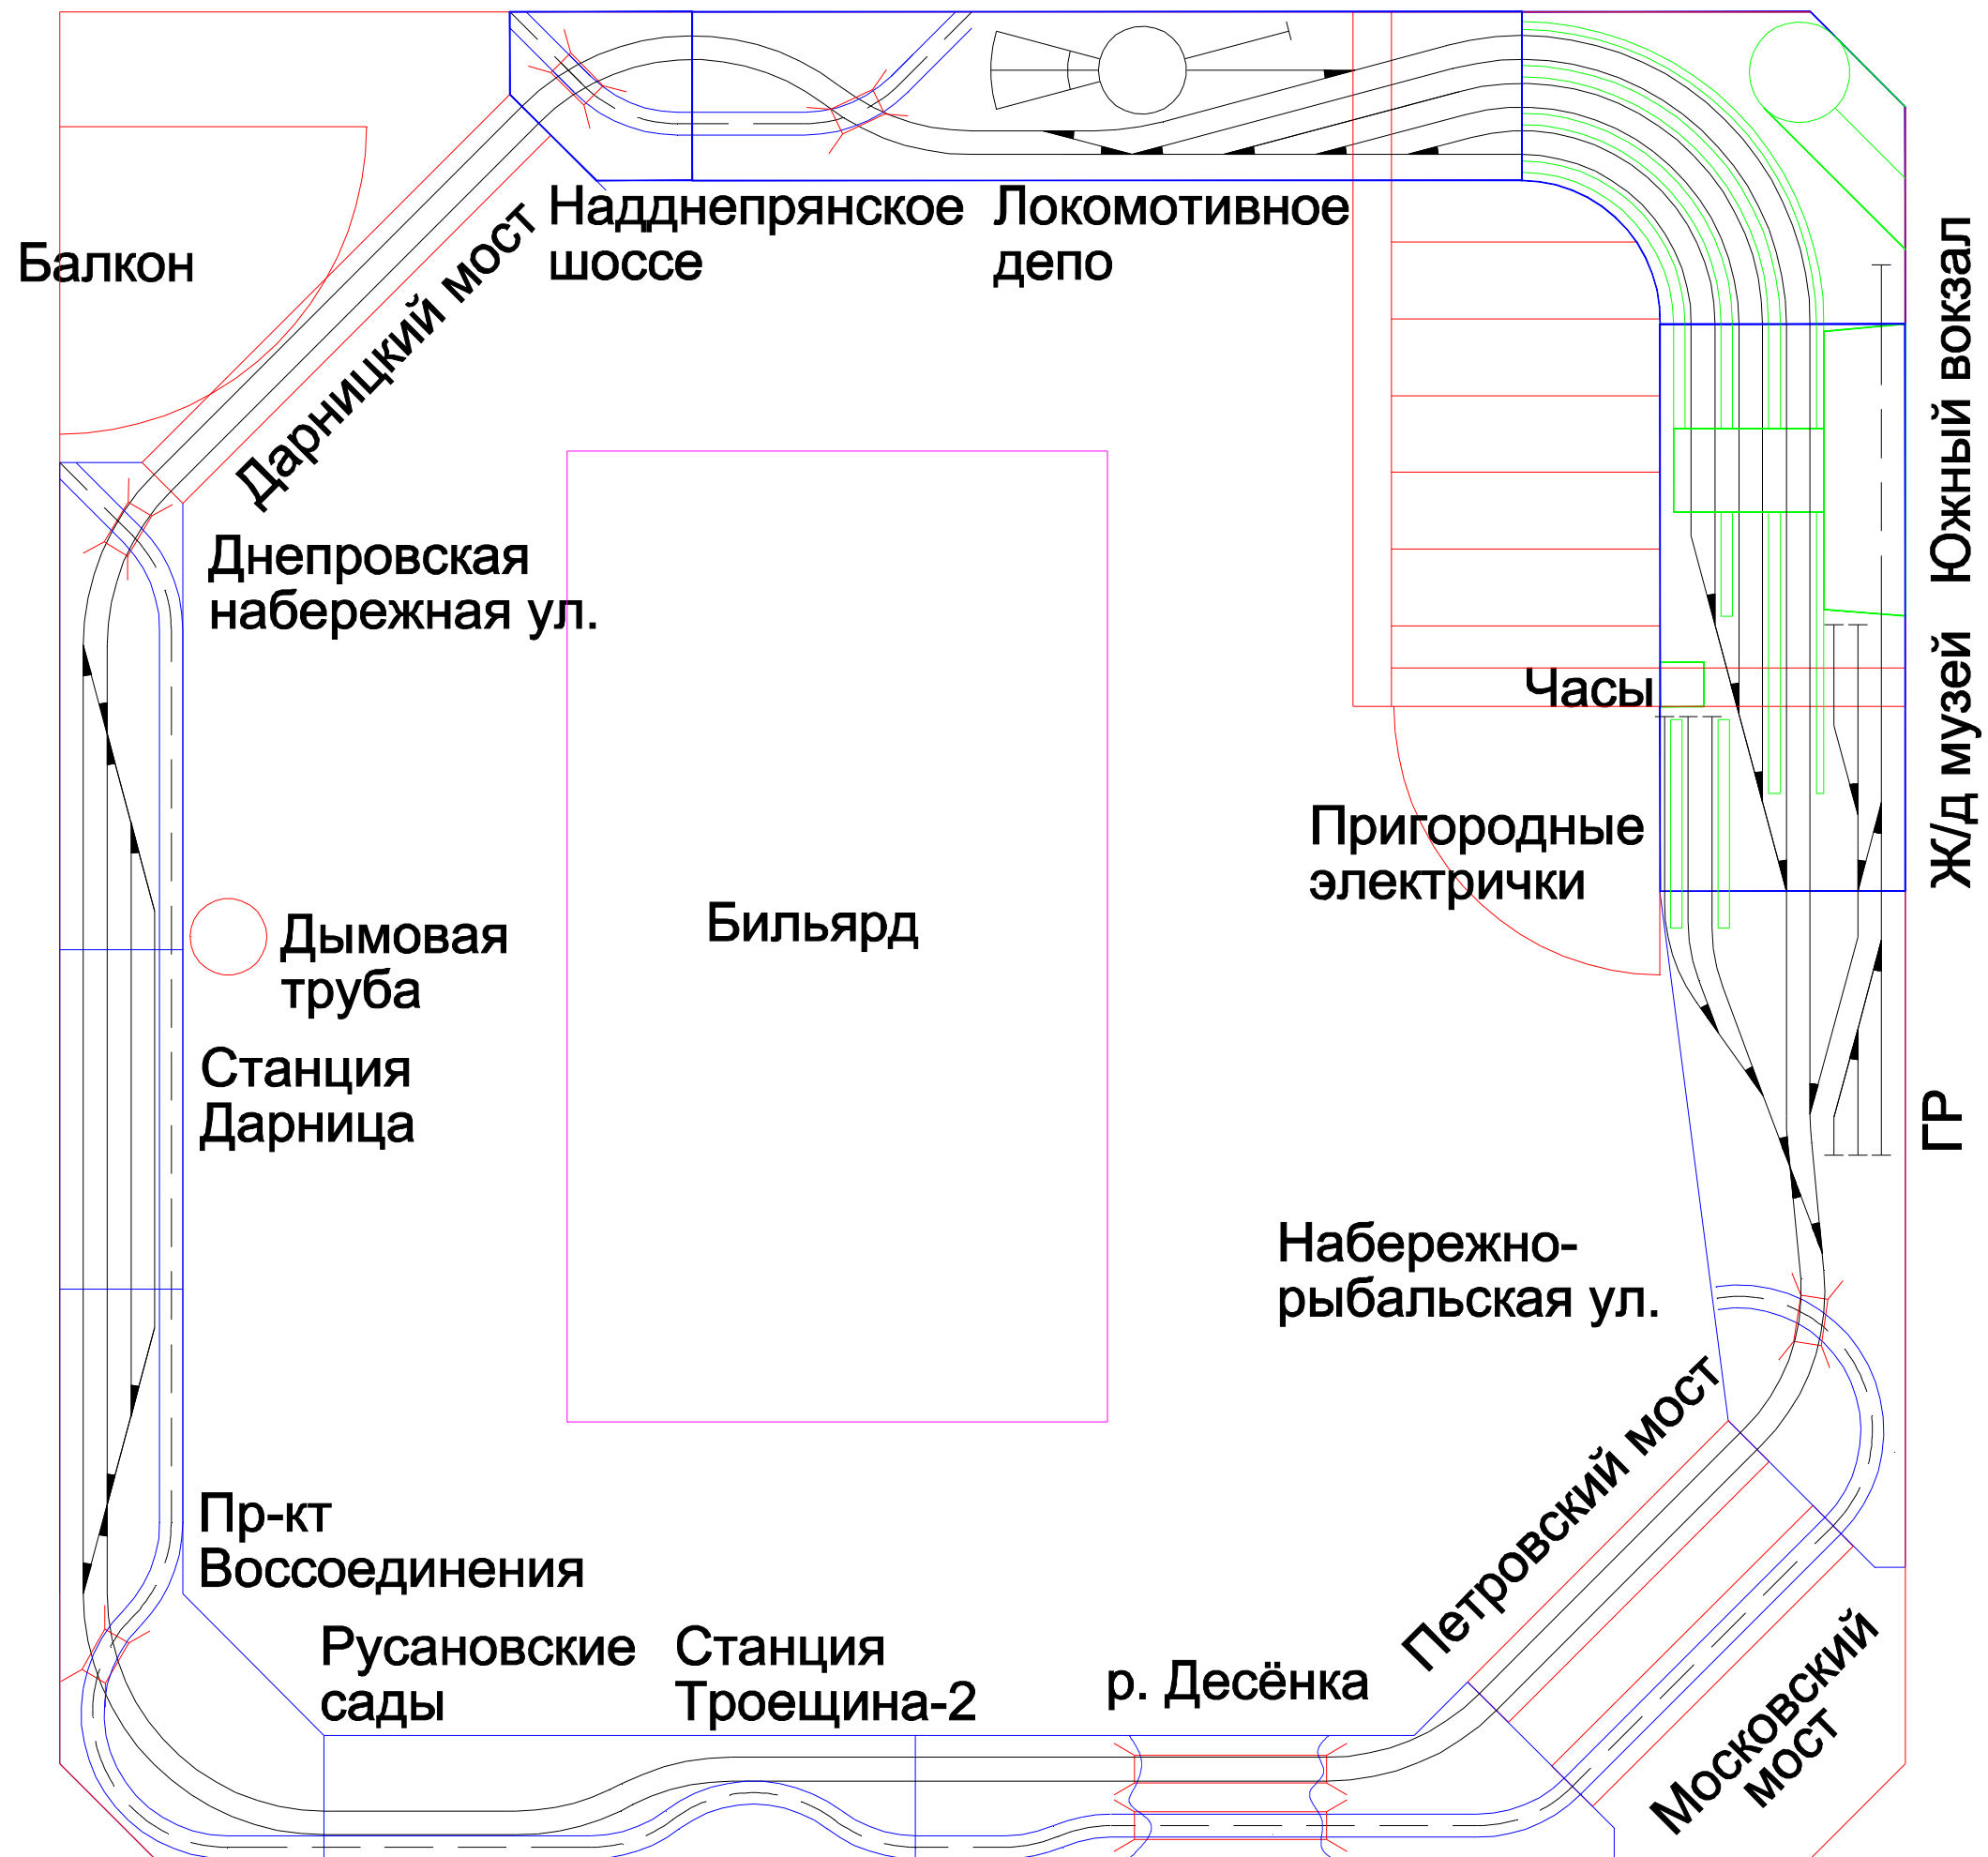 Балкон
Дарницкий мост
Надднепрянское
шоссе
Локомотивное
депо
Южный вокзал
Днепровская
набережная ул.
Часы
Ж/д музей
Пригородные
электрички
Бильярд
Дымовая
труба
Станция
Дарница
ГР
Набережно-
рыбальская ул.
Петровский мост
Пр-кт
Воссоединения
Русановские
сады
Станция
Троещина-2
р. Десёнка
Московский
мост